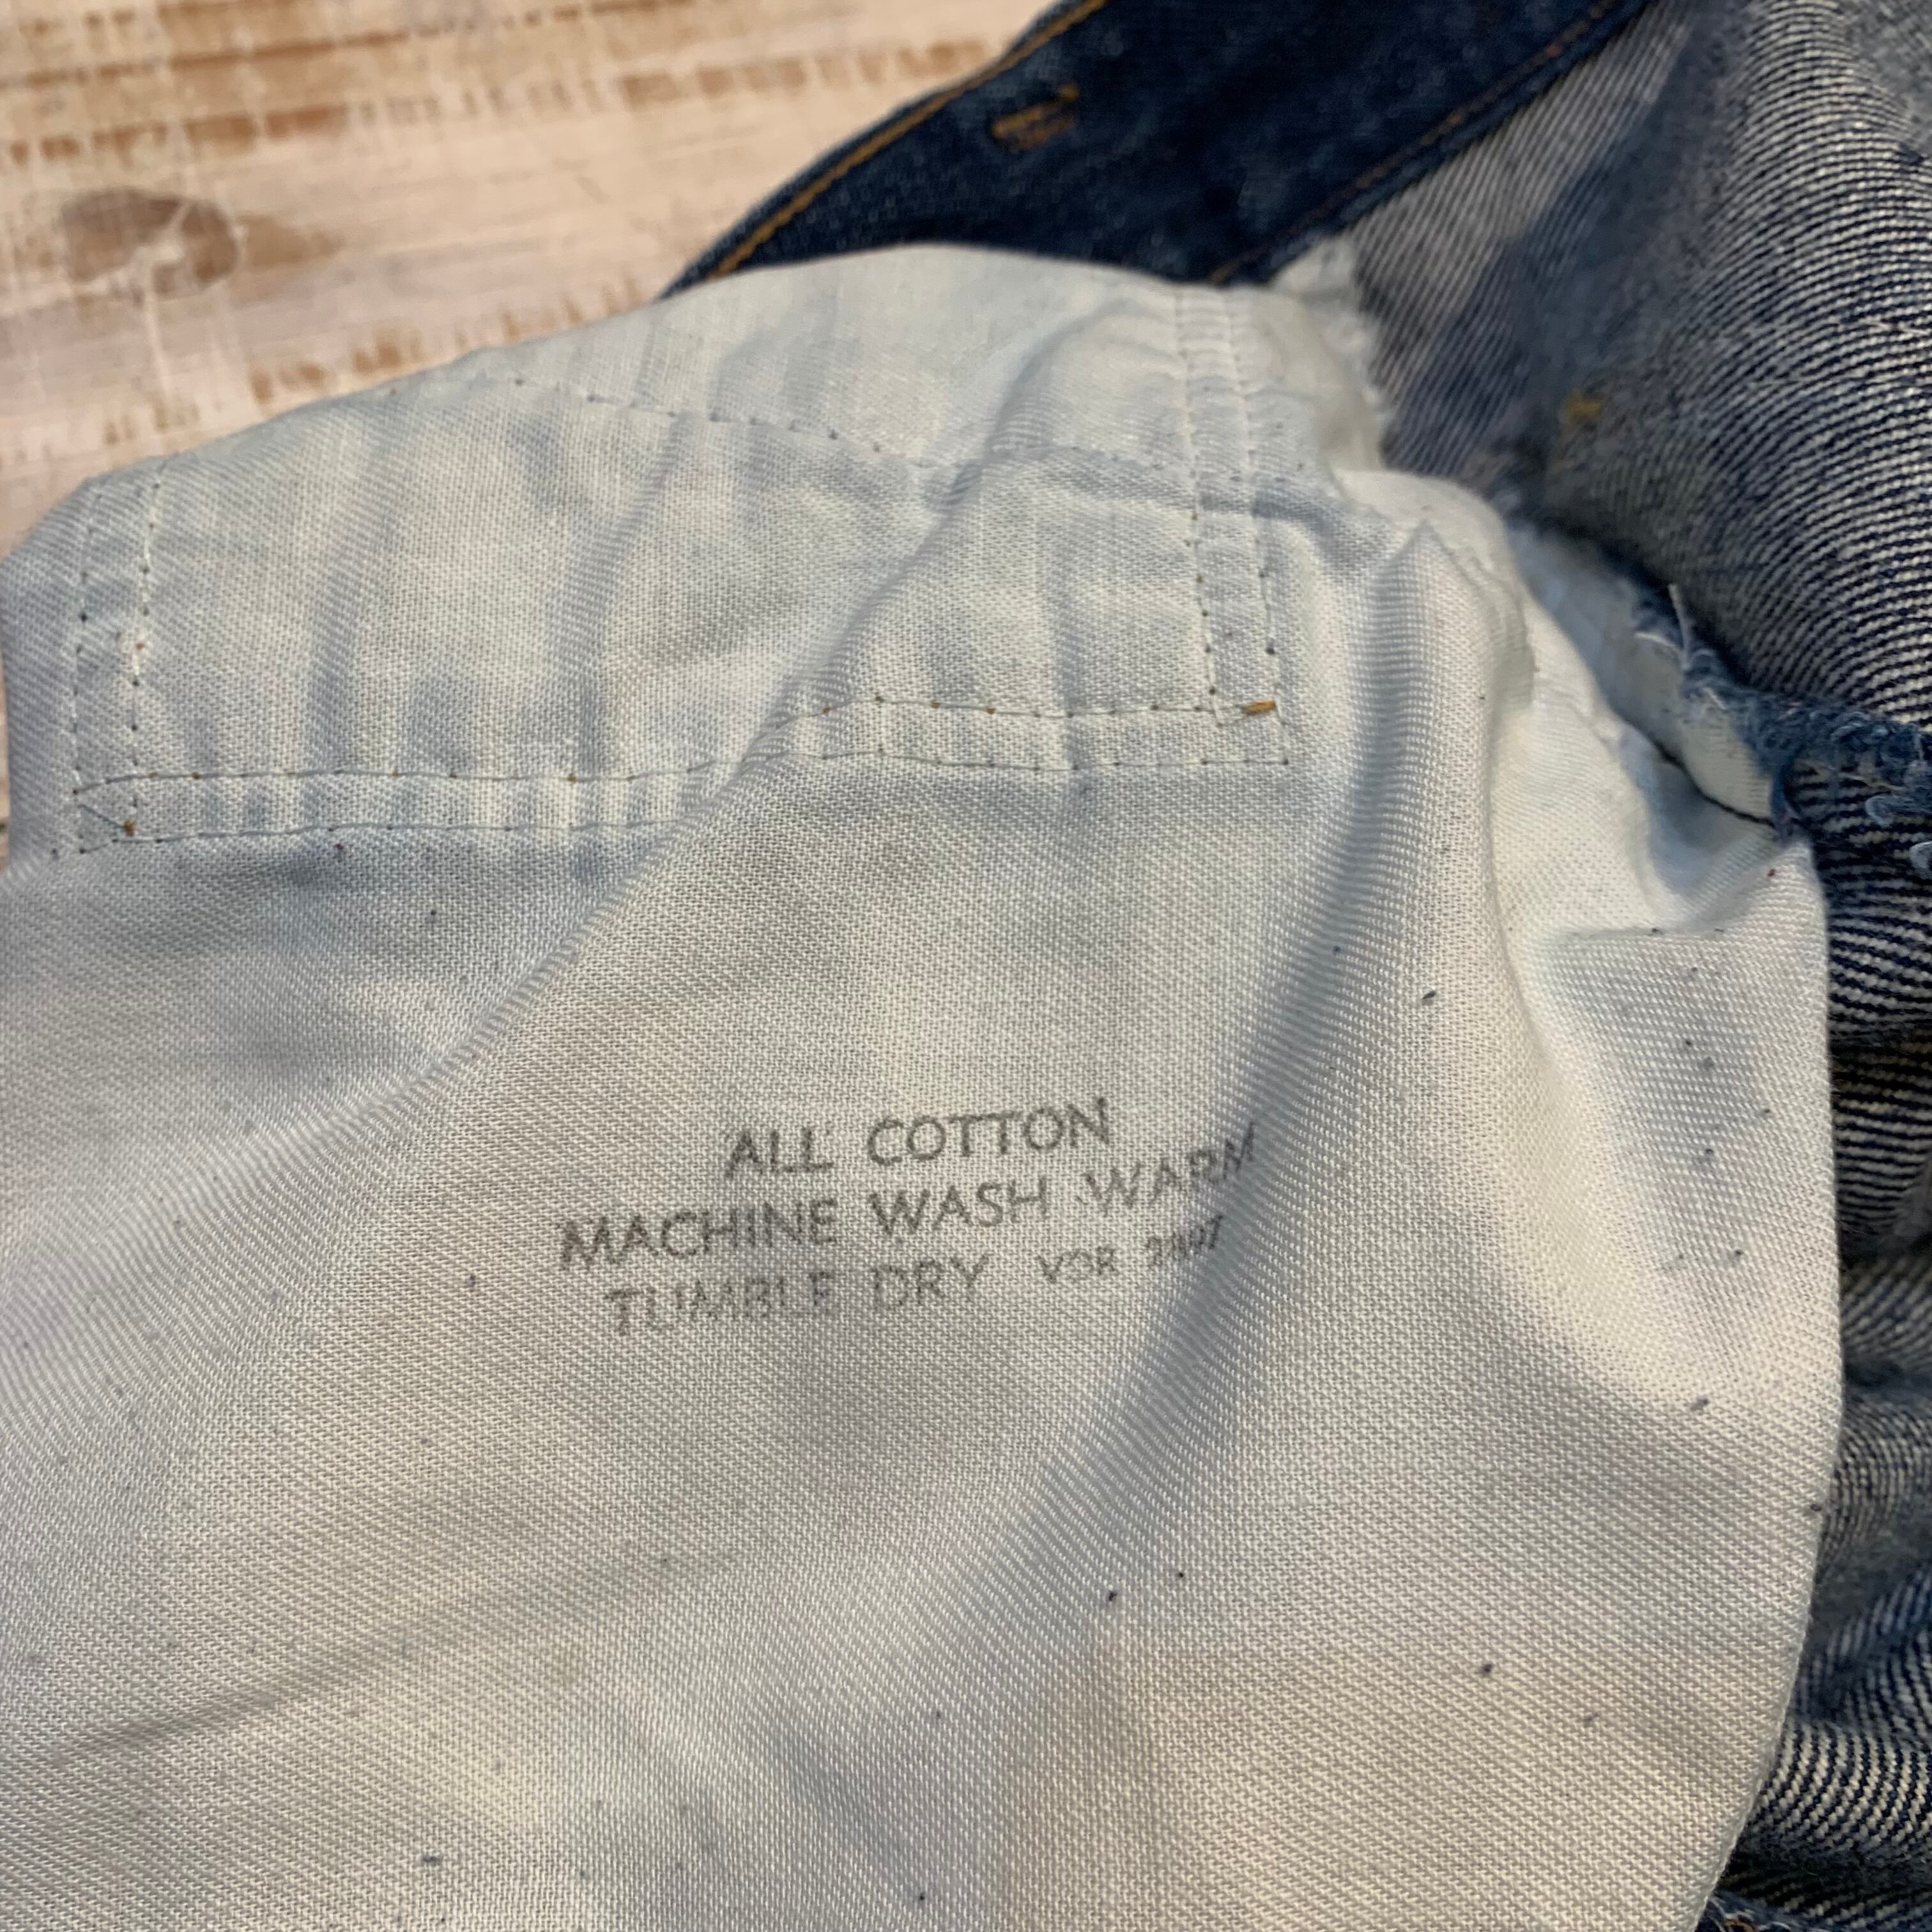 ALL COTTON
MACHINE WASH WARM
TUMBLE DRY